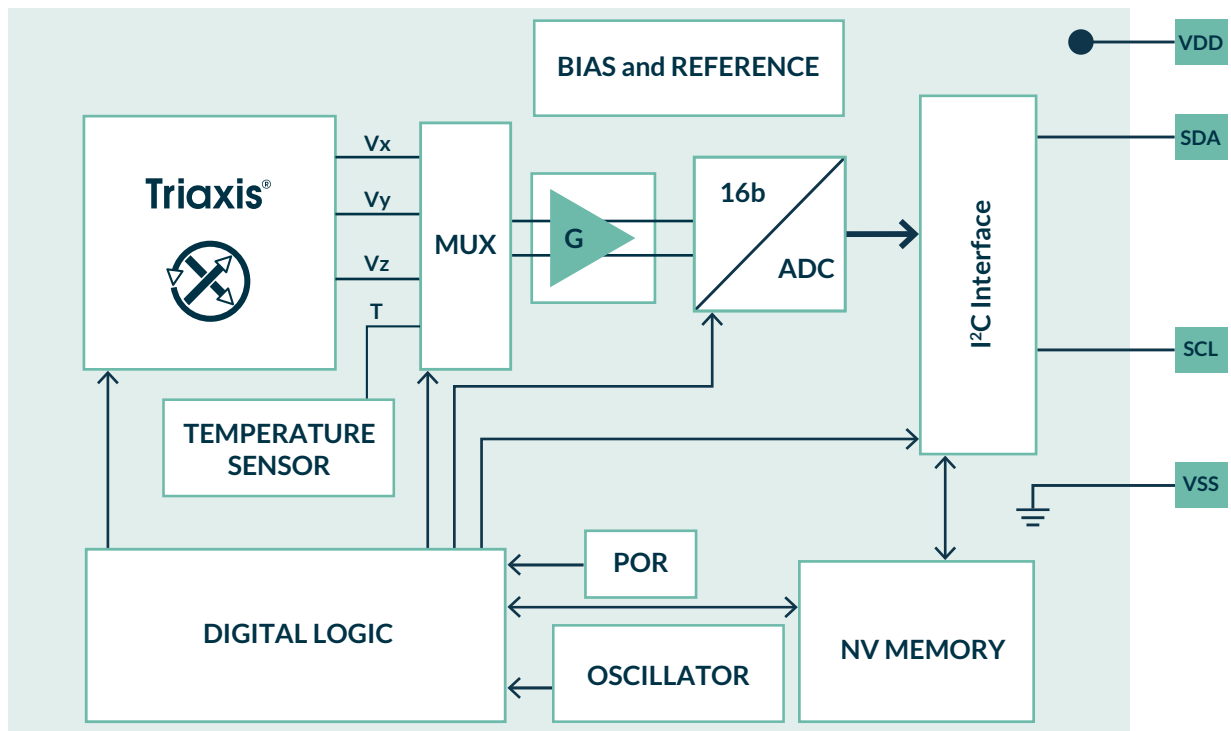 BIAS and REFERENCE
VDD
SDA
Triaxis®
Vx
Vy
Vz
T
MUX
G
16b
ADC
I²C Interface
SCL
VSS
TEMPERATURE
SENSOR
DIGITAL LOGIC
POR
OSCILLATOR
NV MEMORY